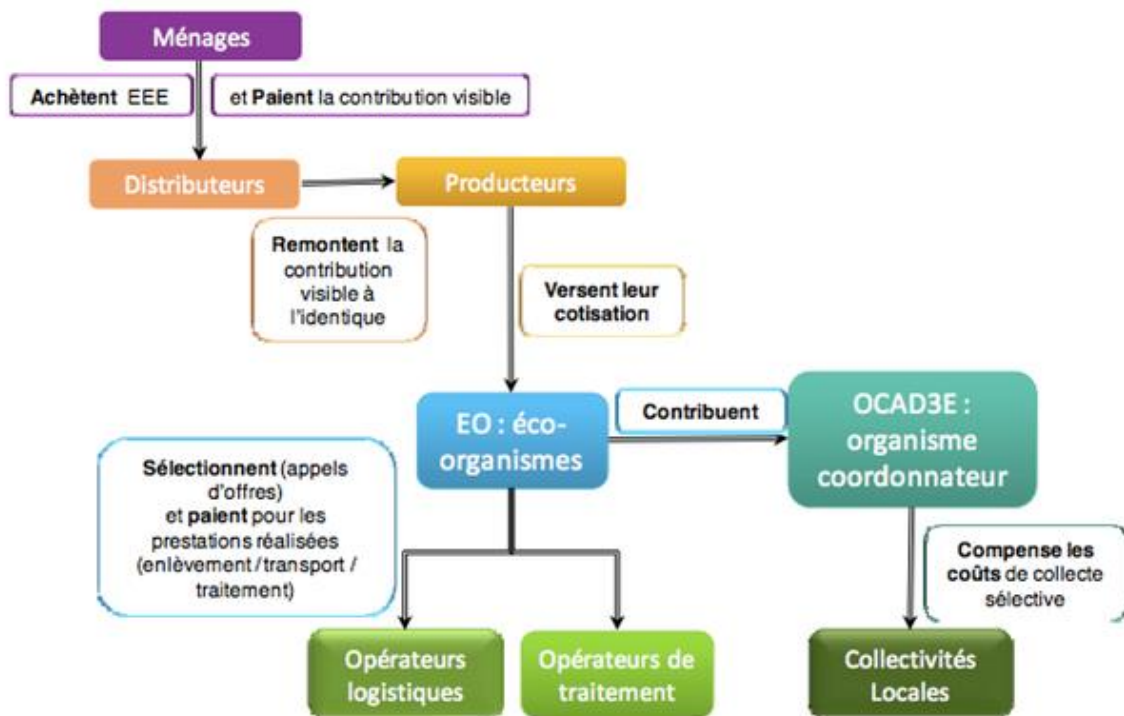 Ménages
Achètent EEE
et Paient la contribution visible
Distributeurs
Producteurs
Remontent la
contribution
visible à
l'identique
Versent leur
cotisation
EO : éco-
organismes
Contribuent
OCAD3E :
organisme
coordonnateur
Sélectionnent (appels
d'offres)
et paient pour les
prestations réalisées
(enlèvement / transport /
traitement)
Compense les
coûts de collecte
sélective
Opérateurs
logistiques
Opérateurs de
traitement
Collectivités
Locales